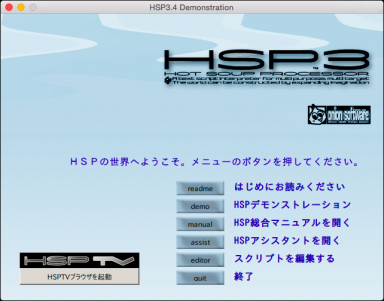 HSP3.4 Demonstration
HSP3™
HOT SOUP PROCESSOR
A text script interpreter for multi purpose, multi target
The world can be constructed by expanding imagination
onion software
HSPの世界へようこそ。メニューのボタンを押してください。
readme はじめにお読みください
demo HSPデモンストレーション
manual HSP総合マニュアルを開く
assist HSPアシスタントを開く
editor スクリプトを編集する
quit 終了
HSPTV
HSPTVブラウザを起動